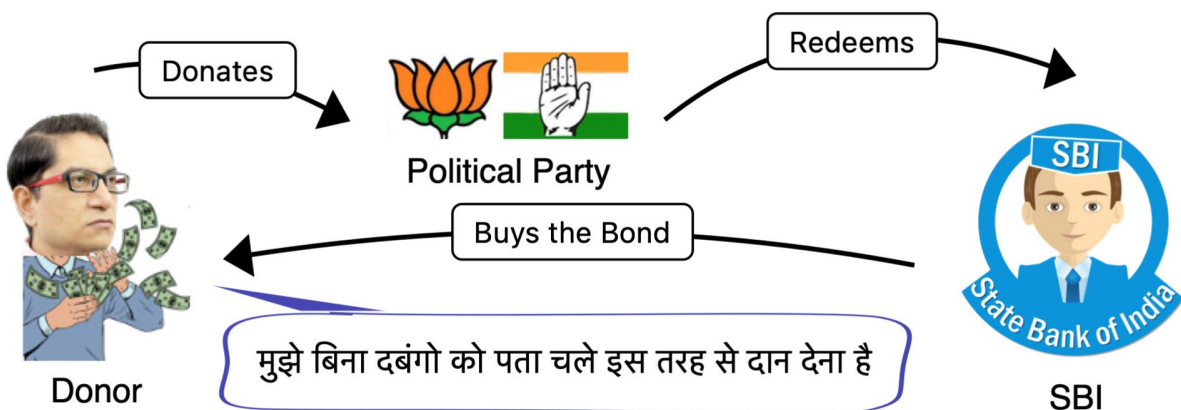 Donates
Redeems
Political Party
SBI
Buys the Bond
State Bank of India
मुझे बिना दबंगो को पता चले इस तरह से दान देना है
Donor
SBI